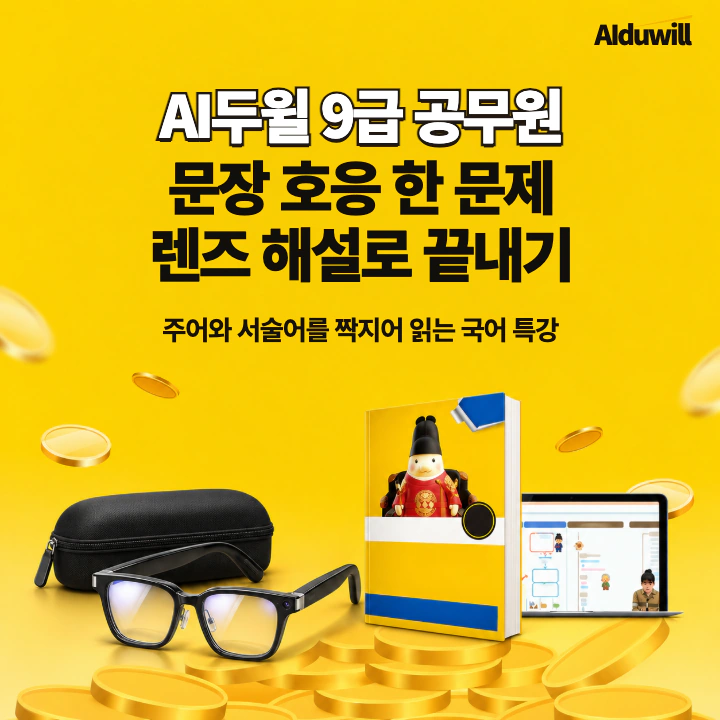 AIduwill
AI두윌 9급 공무원
문장 호응 한 문제
렌즈 해설로 끝내기
주어와 서술어를 짝지어 읽는 국어 특강